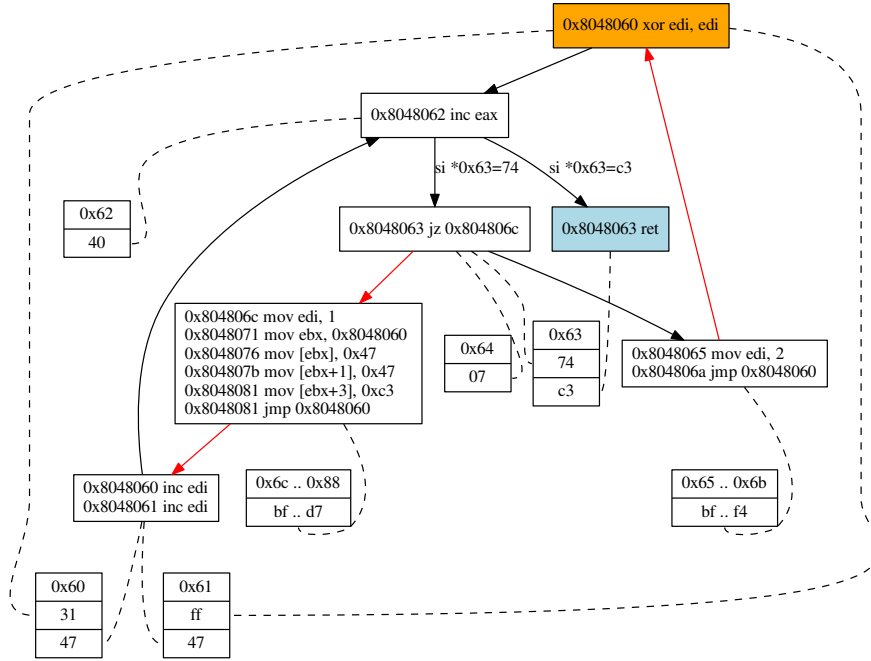 0x8048060 xor edi, edi
0x8048062 inc eax
si *0x63=74
si *0x63=c3
0x62
40
0x8048063 jz 0x804806c
0x8048063 ret
0x804806c mov edi, 1
0x8048071 mov ebx, 0x8048060
0x8048076 mov [ebx], 0x47
0x804807b mov [ebx+1], 0x47
0x8048081 mov [ebx+3], 0xc3
0x8048081 jmp 0x8048060
0x64
07
0x63
74
c3
0x8048065 mov edi, 2
0x804806a jmp 0x8048060
0x8048060 inc edi
0x8048061 inc edi
0x6c .. 0x88
bf .. d7
0x65 .. 0x6b
bf .. f4
0x60
31
47
0x61
ff
47